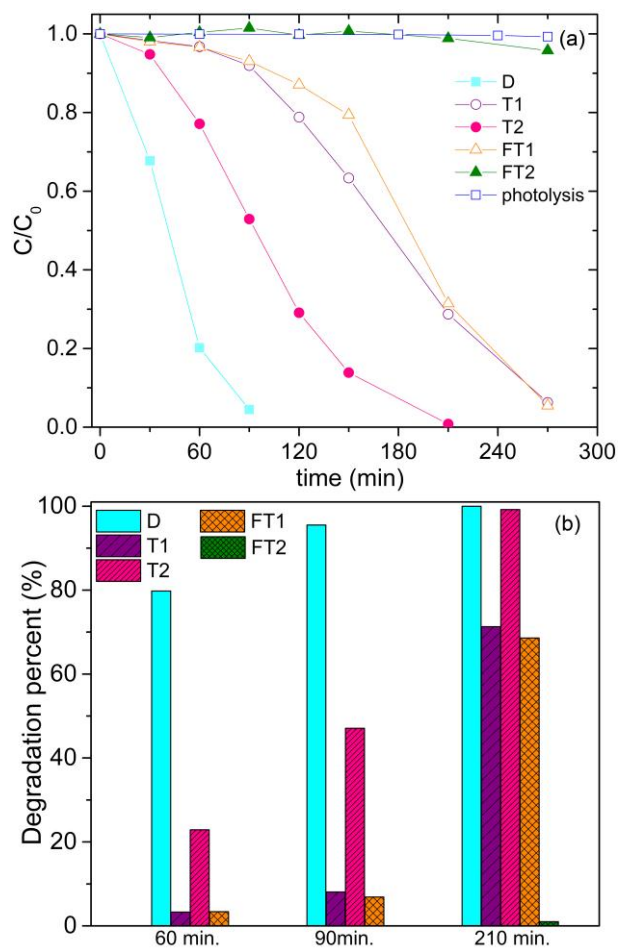 (a)
1.0
0.8
0.6
0.4
0.2
0.0
C/C₀
D
T1
T2
FT1
FT2
photolysis
0 60 120 180 240 300
time (min)
(b)
100
80
60
40
20
0
Degradation percent (%)
D
T1
T2
FT1
FT2
60 min. 90min. 210 min.